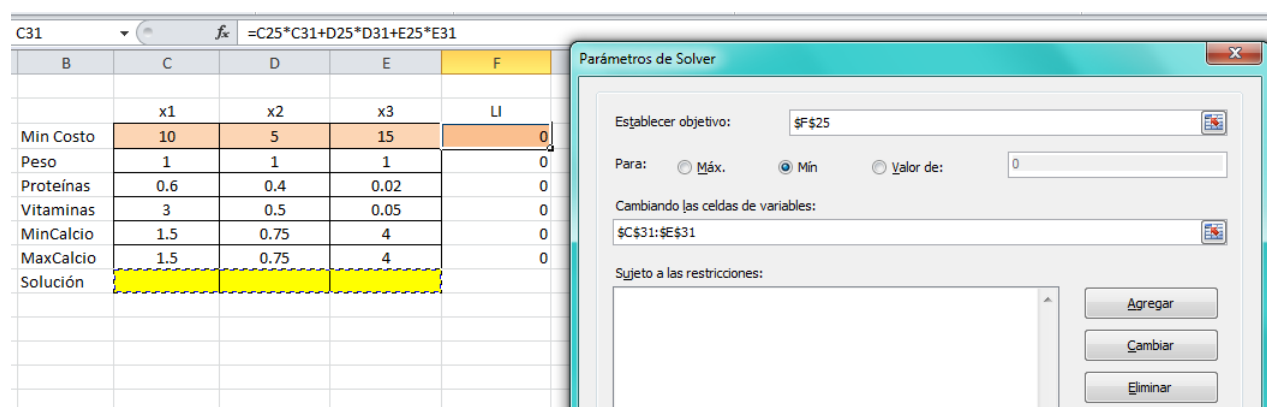 C31 fx =C25*C31+D25*D31+E25*E31
B C D E F
x1 x2 x3 LI
Min Costo 10 5 15 0
Peso 1 1 1 0
Proteínas 0.6 0.4 0.02 0
Vitaminas 3 0.5 0.05 0
MinCalcio 1.5 0.75 4 0
MaxCalcio 1.5 0.75 4 0
Solución
Parámetros de Solver
Establecer objetivo: $F$25
Para: Máx. Mín Valor de: 0
Cambiando las celdas de variables:
$C$31:$E$31
Sujeto a las restricciones:
Agregar
Cambiar
Eliminar